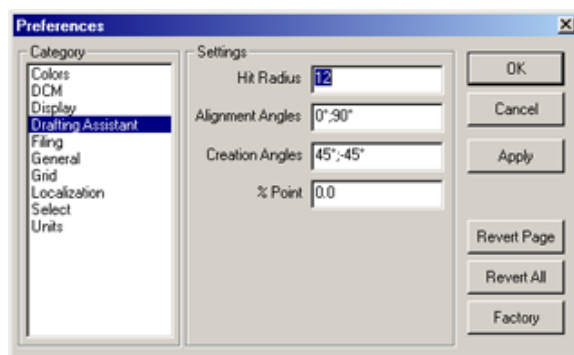 Preferences
Category
Colors
DCM
Display
Drafting Assistant
Filing
General
Grid
Localization
Select
Units
Settings
Hit Radius 12
Alignment Angles 0°;90°
Creation Angles 45°;-45°
% Point 0.0
OK
Cancel
Apply
Revert Page
Revert All
Factory